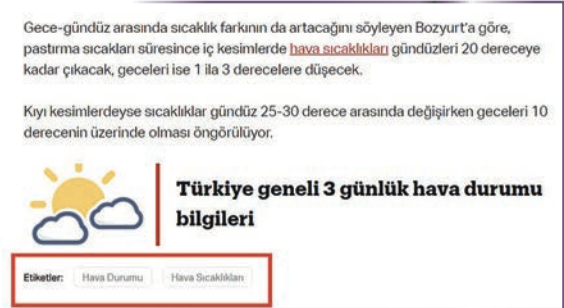 Gece-gündüz arasında sıcaklık farkının da artacağını söyleyen Bozyurt'a göre,
pastırma sıcakları süresince iç kesimlerde hava sıcaklıkları gündüzleri 20 dereceye
kadar çıkacak, geceleri ise 1 ila 3 derecelere düşecek.
Kıyı kesimlerdeyse sıcaklıklar gündüz 25-30 derece arasında değişirken geceleri 10
derecenin üzerinde olması öngörülüyor.
Türkiye geneli 3 günlük hava durumu
bilgileri
Etiketler: Hava Durumu Hava Sıcaklıkları